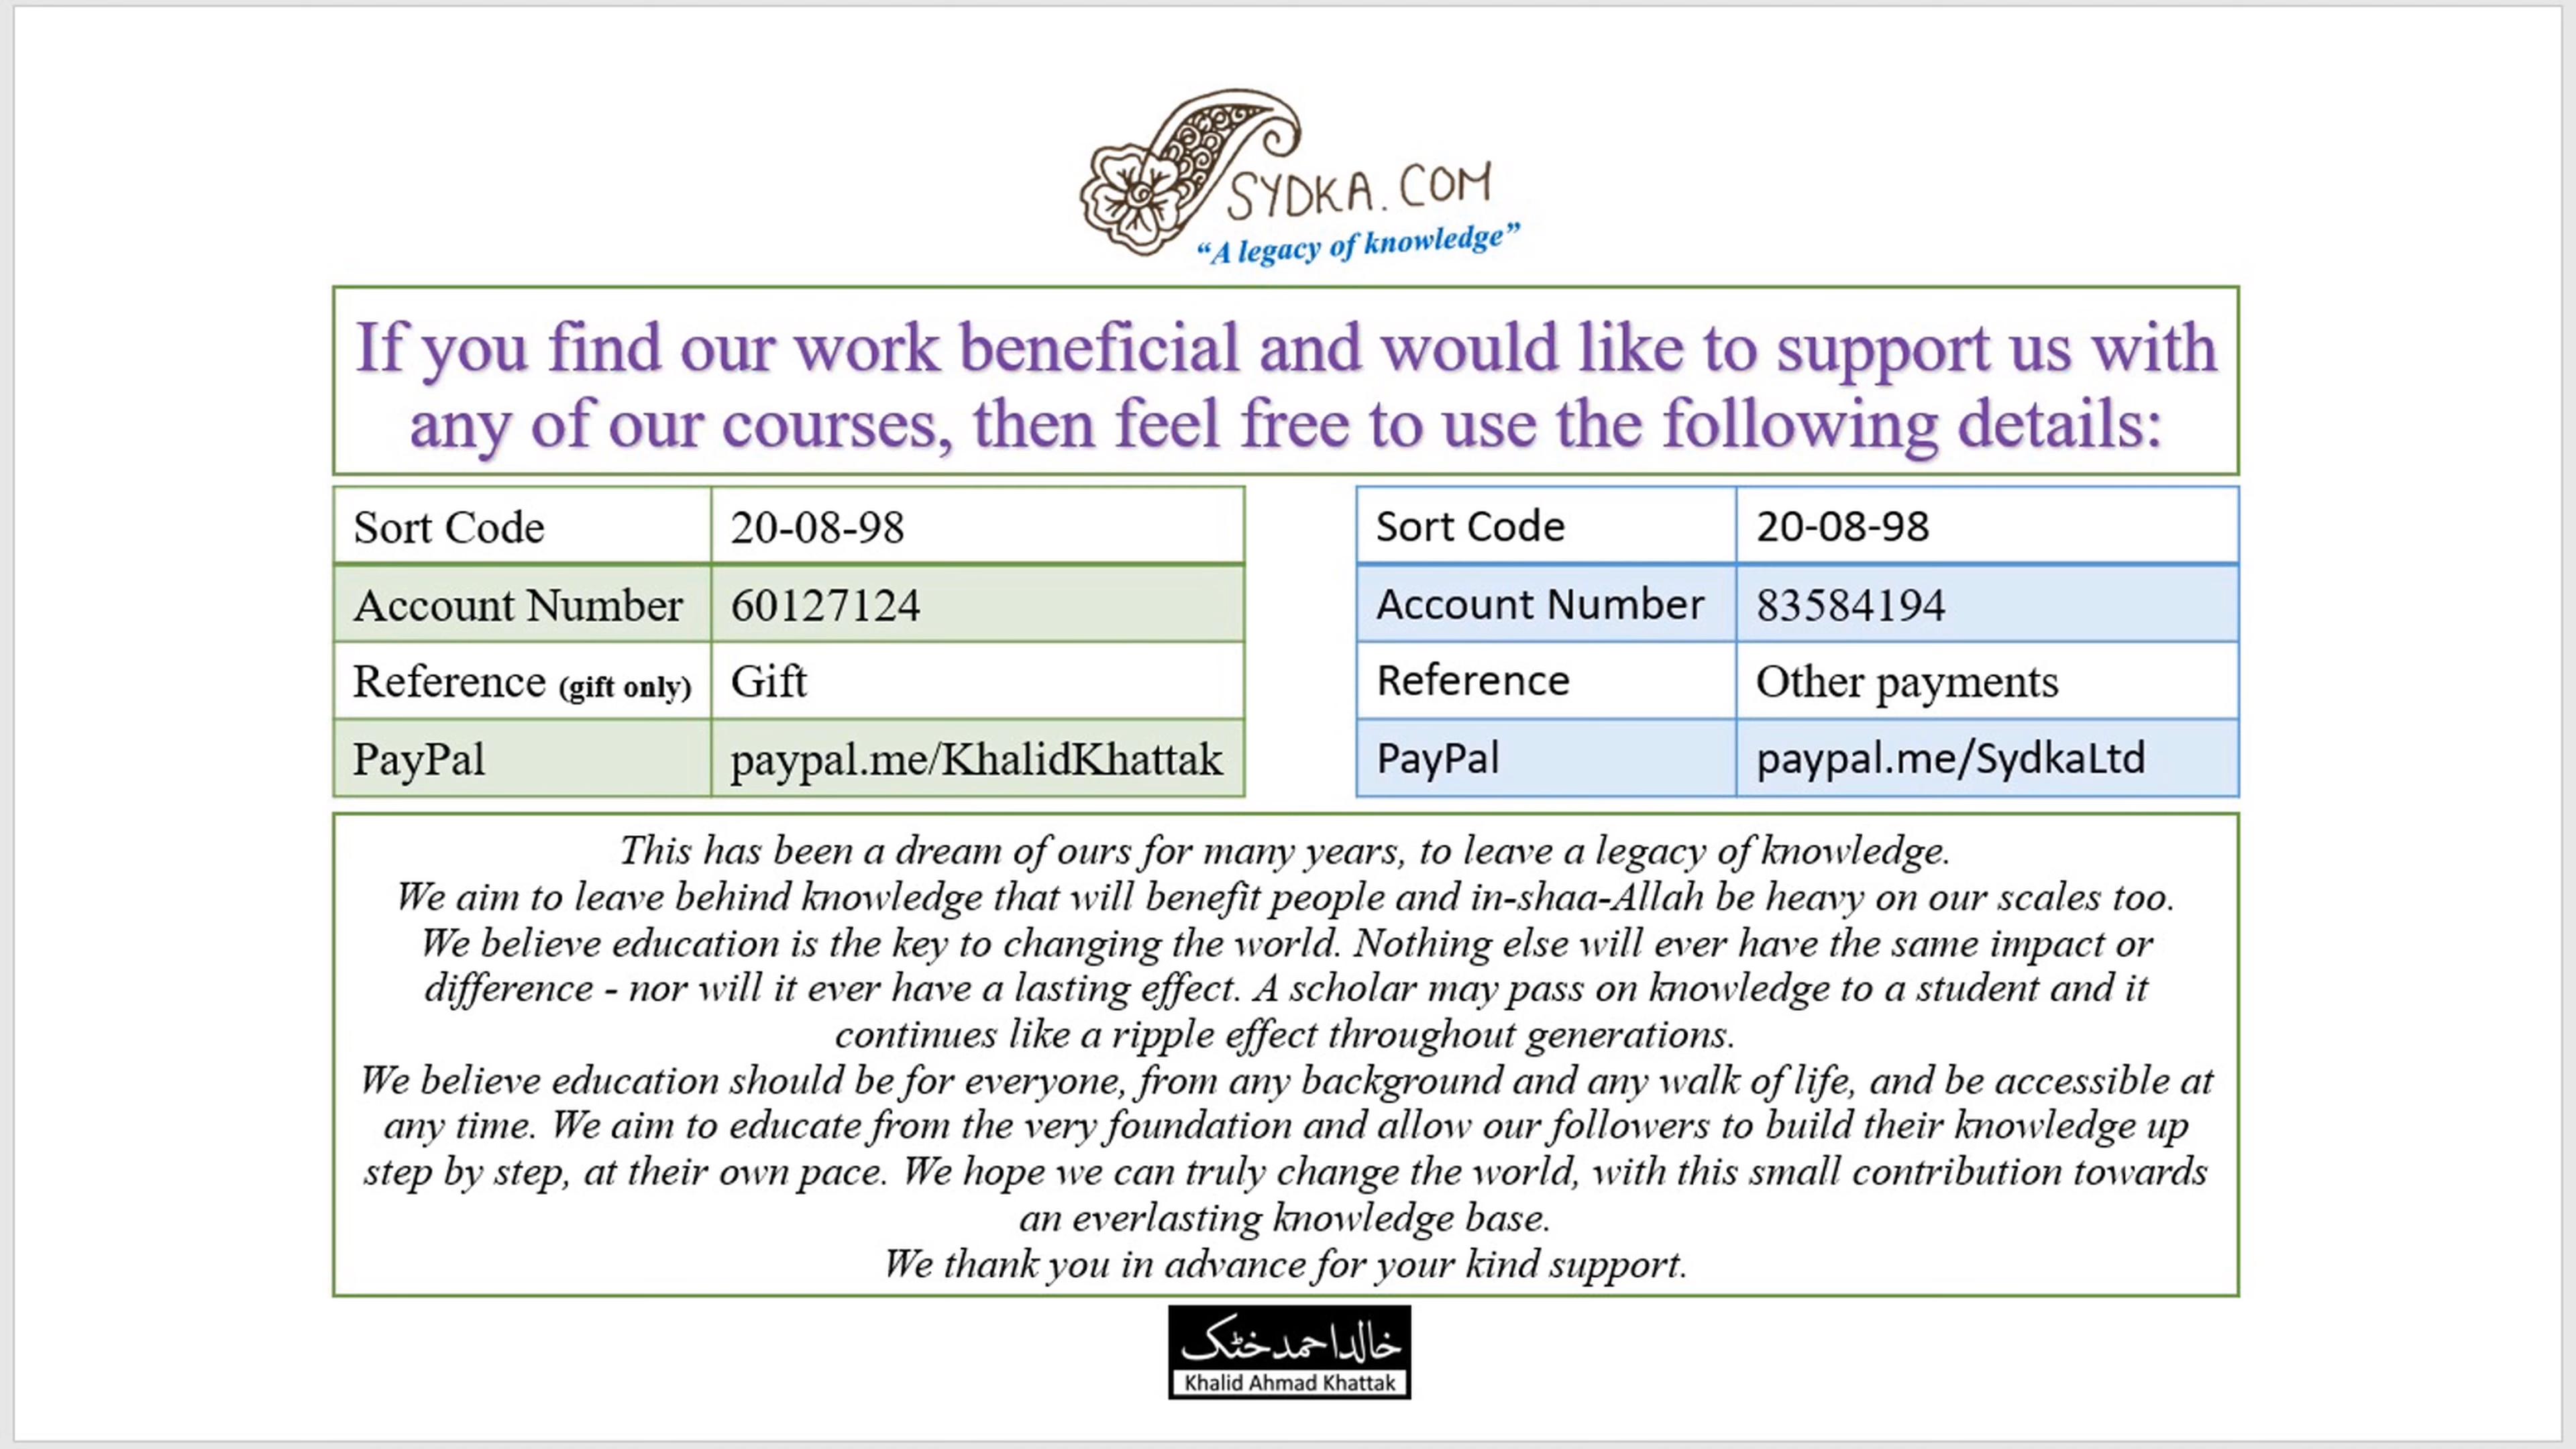 SYDKA.COM
“A legacy of knowledge”
If you find our work beneficial and would like to support us with
any of our courses, then feel free to use the following details:
Sort Code 20-08-98
Account Number 60127124
Reference (gift only) Gift
PayPal paypal.me/KhalidKhattak
Sort Code 20-08-98
Account Number 83584194
Reference Other payments
PayPal paypal.me/SydkaLtd
This has been a dream of ours for many years, to leave a legacy of knowledge.
We aim to leave behind knowledge that will benefit people and in-shaa-Allah be heavy on our scales too.
We believe education is the key to changing the world. Nothing else will ever have the same impact or
difference - nor will it ever have a lasting effect. A scholar may pass on knowledge to a student and it
continues like a ripple effect throughout generations.
We believe education should be for everyone, from any background and any walk of life, and be accessible at
any time. We aim to educate from the very foundation and allow our followers to build their knowledge up
step by step, at their own pace. We hope we can truly change the world, with this small contribution towards
an everlasting knowledge base.
We thank you in advance for your kind support.
خالد احمد خٹک
Khalid Ahmad Khattak